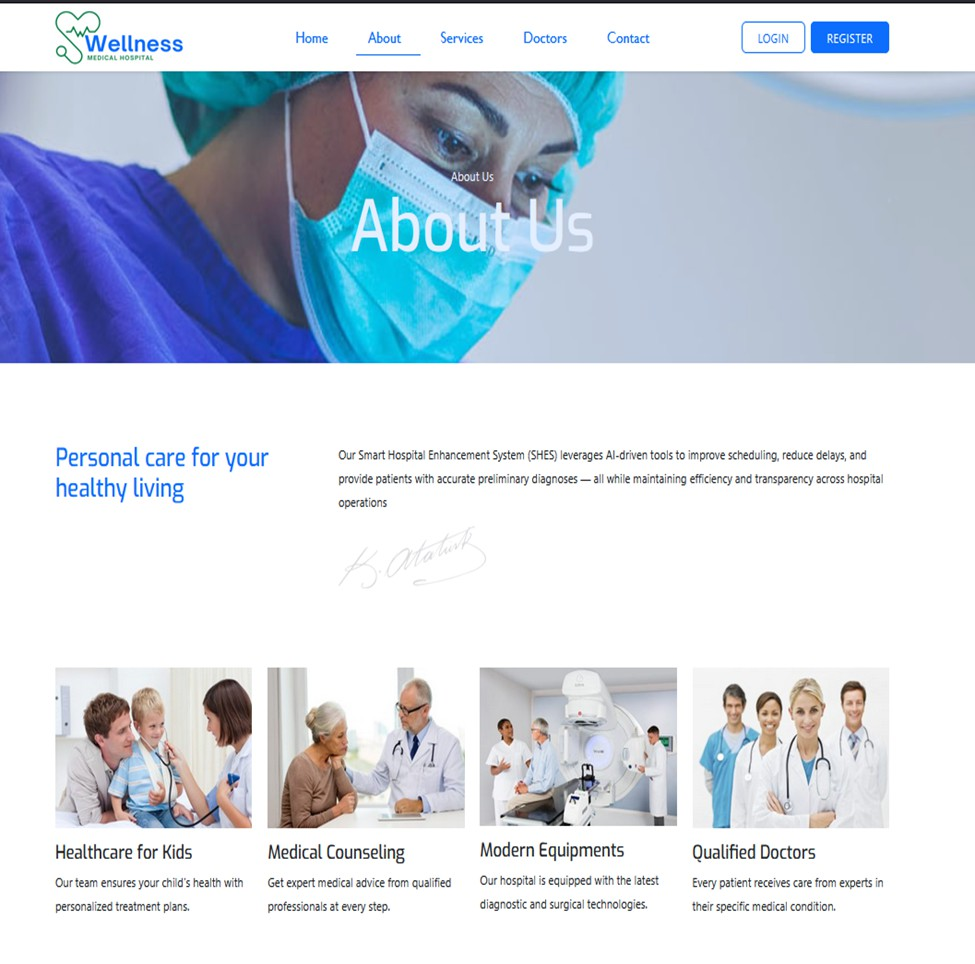 Wellness
MEDICAL HOSPITAL
Home About Services Doctors Contact
LOGIN REGISTER
About Us
About Us
Personal care for your
healthy living
Our Smart Hospital Enhancement System (SHES) leverages AI-driven tools to improve scheduling, reduce delays, and
provide patients with accurate preliminary diagnoses — all while maintaining efficiency and transparency across hospital
operations
K. Atatürk
Healthcare for Kids
Our team ensures your child's health with
personalized treatment plans.
Medical Counseling
Get expert medical advice from qualified
professionals at every step.
Modern Equipments
Our hospital is equipped with the latest
diagnostic and surgical technologies.
Qualified Doctors
Every patient receives care from experts in
their specific medical condition.